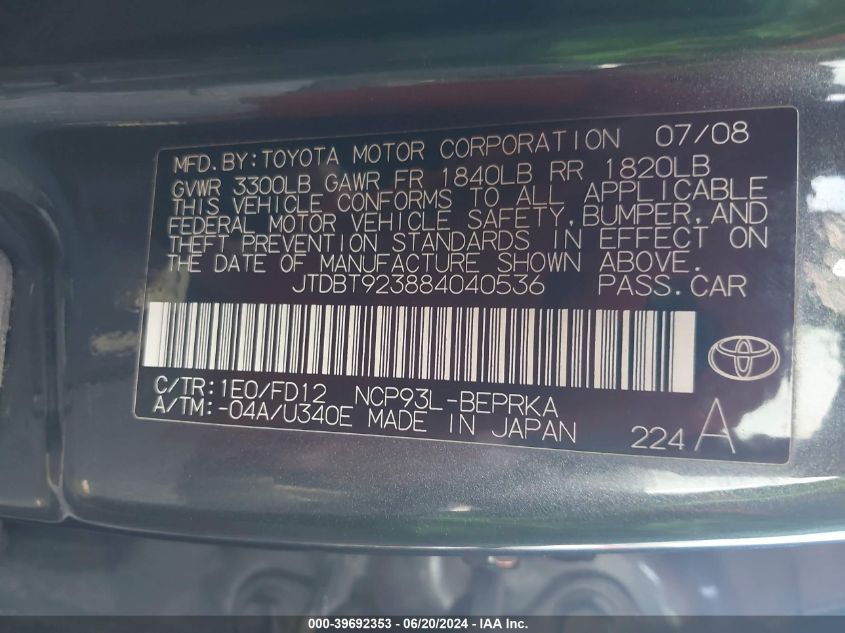 MFD.BY:TOYOTA MOTOR CORPORATION 07/08
GVWR 3300LB GAWR FR 1840LB RR 1820LB
THIS VEHICLE CONFORMS TO ALL APPLICABLE
FEDERAL MOTOR VEHICLE SAFETY,BUMPER,AND
THEFT PREVENTION STANDARDS IN EFFECT ON
THE DATE OF MANUFACTURE SHOWN ABOVE.
JTDBT923884040536 PASS.CAR
C/TR:1E0/FD12 NCP93L-BEPRKA
A/TM:-04A/U340E MADE IN JAPAN 224 A
000-39692353 - 06/20/2024 - IAA Inc.